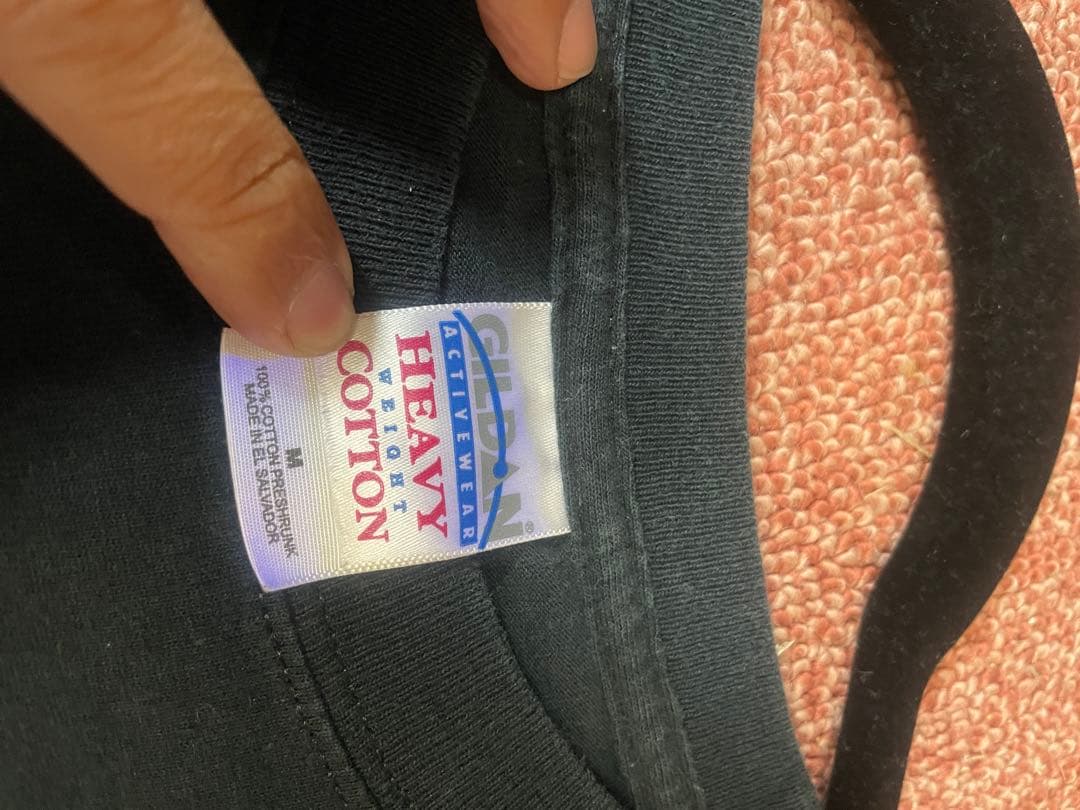 GILDAN®
ACTIVEWEAR
HEAVY
WEIGHT
COTTON
M
100% COTTON PRESHRUNK
MADE IN EL SALVADOR